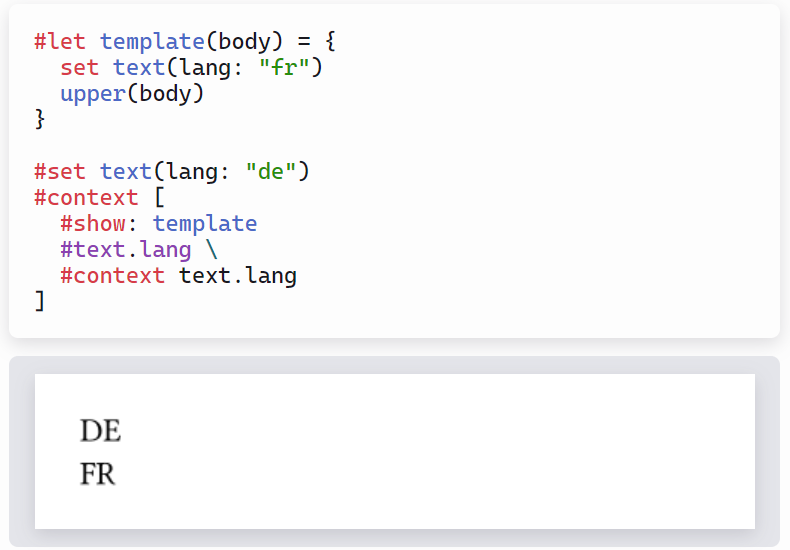 #let template(body) = {
  set text(lang: "fr")
  upper(body)
}

#set text(lang: "de")
#context [
  #show: template
  #text.lang \
  #context text.lang
]
DE
FR